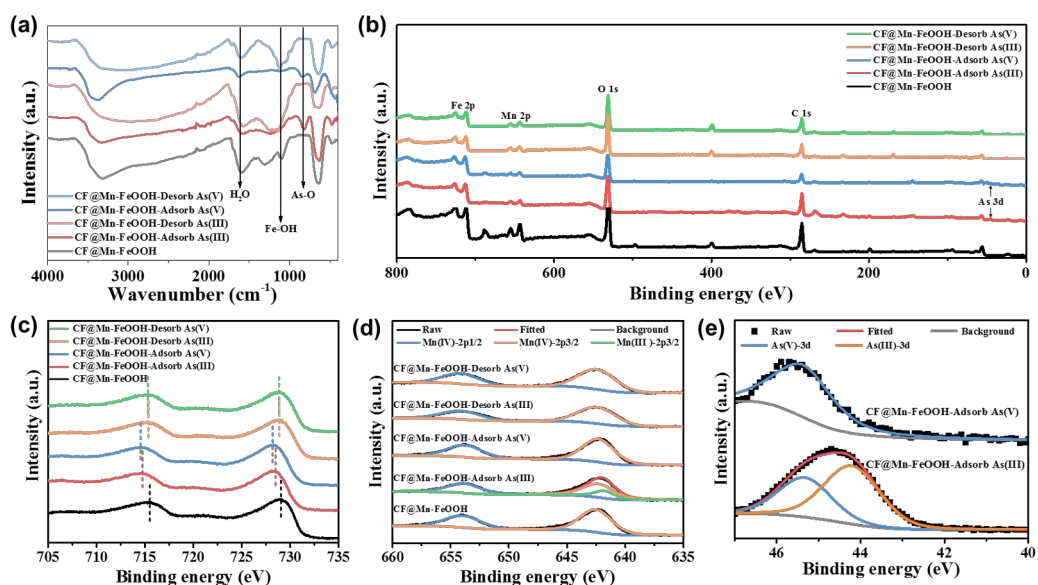 (a)
Intensity (a.u.)
CF@Mn-FeOOH-Desorb As(V)
CF@Mn-FeOOH-Adsorb As(V)
CF@Mn-FeOOH-Desorb As(III)
CF@Mn-FeOOH-Adsorb As(III)
CF@Mn-FeOOH
H₂O
As-O
Fe-OH
4000 3000 2000 1000
Wavenumber (cm⁻¹)
(b)
Intensity (a.u.)
CF@Mn-FeOOH-Desorb As(V)
CF@Mn-FeOOH-Desorb As(III)
CF@Mn-FeOOH-Adsorb As(V)
CF@Mn-FeOOH-Adsorb As(III)
CF@Mn-FeOOH
Fe 2p
Mn 2p
O 1s
C 1s
As 3d
800 600 400 200 0
Binding energy (eV)
(c)
Intensity (a.u.)
CF@Mn-FeOOH-Desorb As(V)
CF@Mn-FeOOH-Desorb As(III)
CF@Mn-FeOOH-Adsorb As(V)
CF@Mn-FeOOH-Adsorb As(III)
CF@Mn-FeOOH
705 710 715 720 725 730 735
Binding energy (eV)
(d)
Intensity (a.u.)
Raw Fitted Background
Mn(IV)-2p1/2 Mn(IV)-2p3/2 Mn(III )-2p3/2
CF@Mn-FeOOH-Desorb As(V)
CF@Mn-FeOOH-Desorb As(III)
CF@Mn-FeOOH-Adsorb As(V)
CF@Mn-FeOOH-Adsorb As(III)
CF@Mn-FeOOH
660 655 650 645 640 635
Binding energy (eV)
(e)
Intensity (a.u.)
Raw Fitted Background
As(V)-3d As(III)-3d
CF@Mn-FeOOH-Adsorb As(V)
CF@Mn-FeOOH-Adsorb As(III)
46 44 42 40
Binding energy (eV)